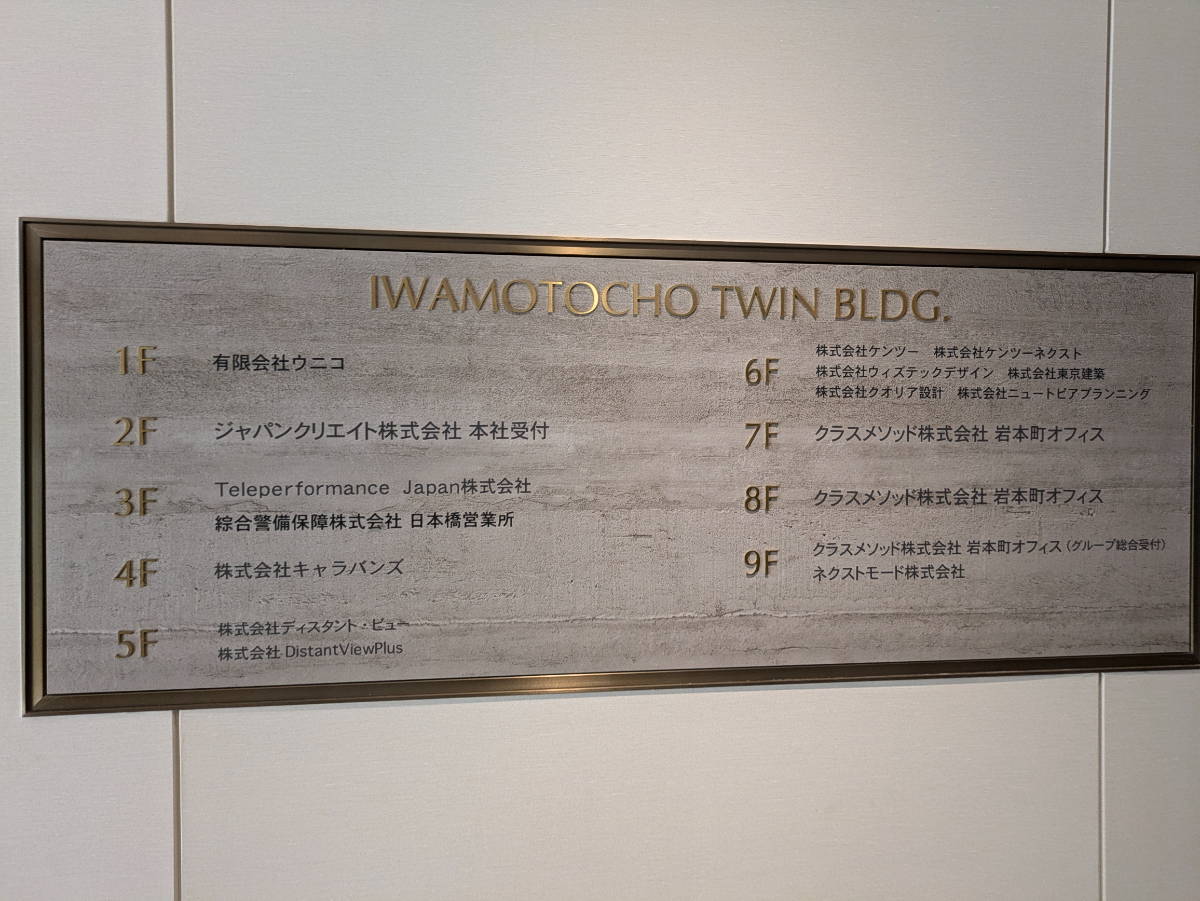 IWAMOTOCHO TWIN BLDG.
1F 有限会社ウニコ
2F ジャパンクリエイト株式会社 本社受付
3F Teleperformance Japan株式会社
綜合警備保障株式会社 日本橋営業所
4F 株式会社キャラバンズ
5F 株式会社ディスタント・ビュー
株式会社 DistantViewPlus
6F 株式会社ケンツー 株式会社ケンツーネクスト
株式会社ウィズテックデザイン 株式会社東京建築
株式会社クオリア設計 株式会社ニュートピアプランニング
7F クラスメソッド株式会社 岩本町オフィス
8F クラスメソッド株式会社 岩本町オフィス
9F クラスメソッド株式会社 岩本町オフィス (グループ総合受付)
ネクストモード株式会社